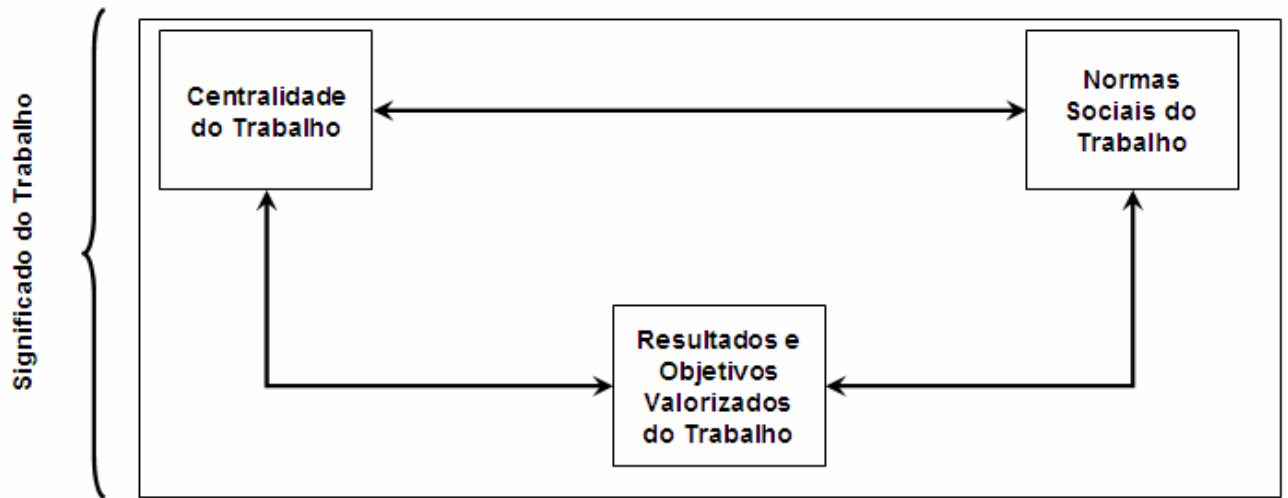 Significado do Trabalho
Centralidade
do Trabalho
Normas
Sociais do
Trabalho
Resultados e
Objetivos
Valorizados
do Trabalho